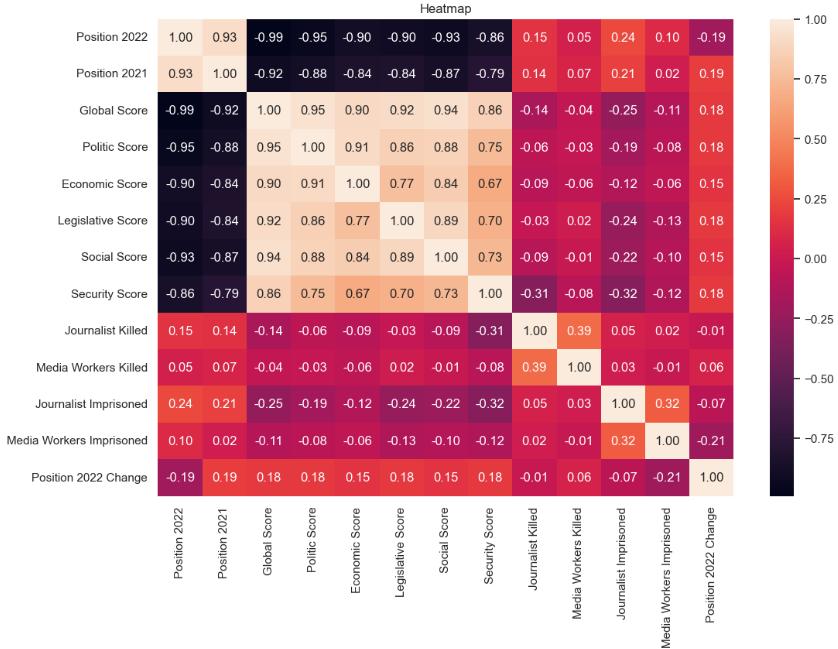 Heatmap
Position 2022 1.00 0.93 -0.99 -0.95 -0.90 -0.90 -0.93 -0.86 0.15 0.05 0.24 0.10 -0.19
Position 2021 0.93 1.00 -0.92 -0.88 -0.84 -0.84 -0.87 -0.79 0.14 0.07 0.21 0.02 0.19
Global Score -0.99 -0.92 1.00 0.95 0.90 0.92 0.94 0.86 -0.14 -0.04 -0.25 -0.11 0.18
Politic Score -0.95 -0.88 0.95 1.00 0.91 0.86 0.88 0.75 -0.06 -0.03 -0.19 -0.08 0.18
Economic Score -0.90 -0.84 0.90 0.91 1.00 0.77 0.84 0.67 -0.09 -0.06 -0.12 -0.06 0.15
Legislative Score -0.90 -0.84 0.92 0.86 0.77 1.00 0.89 0.70 -0.03 0.02 -0.24 -0.13 0.18
Social Score -0.93 -0.87 0.94 0.88 0.84 0.89 1.00 0.73 -0.09 -0.01 -0.22 -0.10 0.15
Security Score -0.86 -0.79 0.86 0.75 0.67 0.70 0.73 1.00 -0.31 -0.08 -0.32 -0.12 0.18
Journalist Killed 0.15 0.14 -0.14 -0.06 -0.09 -0.03 -0.09 -0.31 1.00 0.39 0.05 0.02 -0.01
Media Workers Killed 0.05 0.07 -0.04 -0.03 -0.06 0.02 -0.01 -0.08 0.39 1.00 0.03 -0.01 0.06
Journalist Imprisoned 0.24 0.21 -0.25 -0.19 -0.12 -0.24 -0.22 -0.32 0.05 0.03 1.00 0.32 -0.07
Media Workers Imprisoned 0.10 0.02 -0.11 -0.08 -0.06 -0.13 -0.10 -0.12 0.02 -0.01 0.32 1.00 -0.21
Position 2022 Change -0.19 0.19 0.18 0.18 0.15 0.18 0.15 0.18 -0.01 0.06 -0.07 -0.21 1.00
Position 2022
Position 2021
Global Score
Politic Score
Economic Score
Legislative Score
Social Score
Security Score
Journalist Killed
Media Workers Killed
Journalist Imprisoned
Media Workers Imprisoned
Position 2022 Change
1.00
0.75
0.50
0.25
0.00
−0.25
−0.50
−0.75